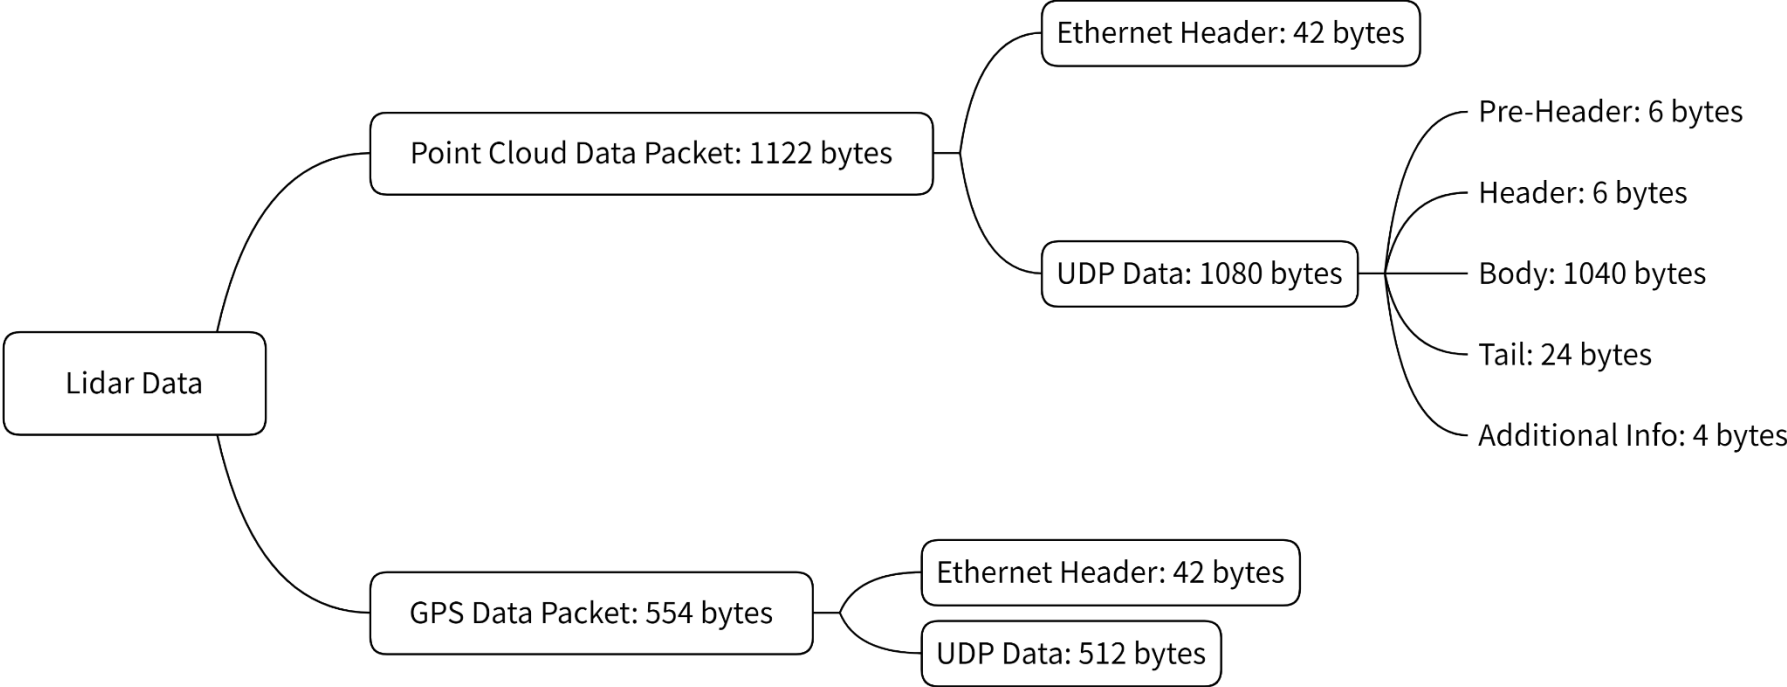 Lidar Data
Point Cloud Data Packet: 1122 bytes
Ethernet Header: 42 bytes
UDP Data: 1080 bytes
Pre-Header: 6 bytes
Header: 6 bytes
Body: 1040 bytes
Tail: 24 bytes
Additional Info: 4 bytes
GPS Data Packet: 554 bytes
Ethernet Header: 42 bytes
UDP Data: 512 bytes